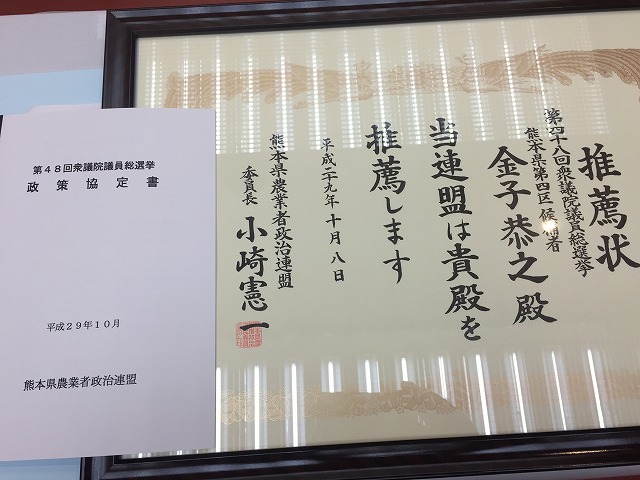 第48回衆議院議員総選挙
政策協定書
平成29年10月
熊本県農業者政治連盟
推薦状
第四十八回衆議院議員総選挙
熊本県第四区候補者
金子恭之殿
当連盟は貴殿を
推薦します
平成二十九年十月八日
熊本県農業者政治連盟
委員長 小崎憲一